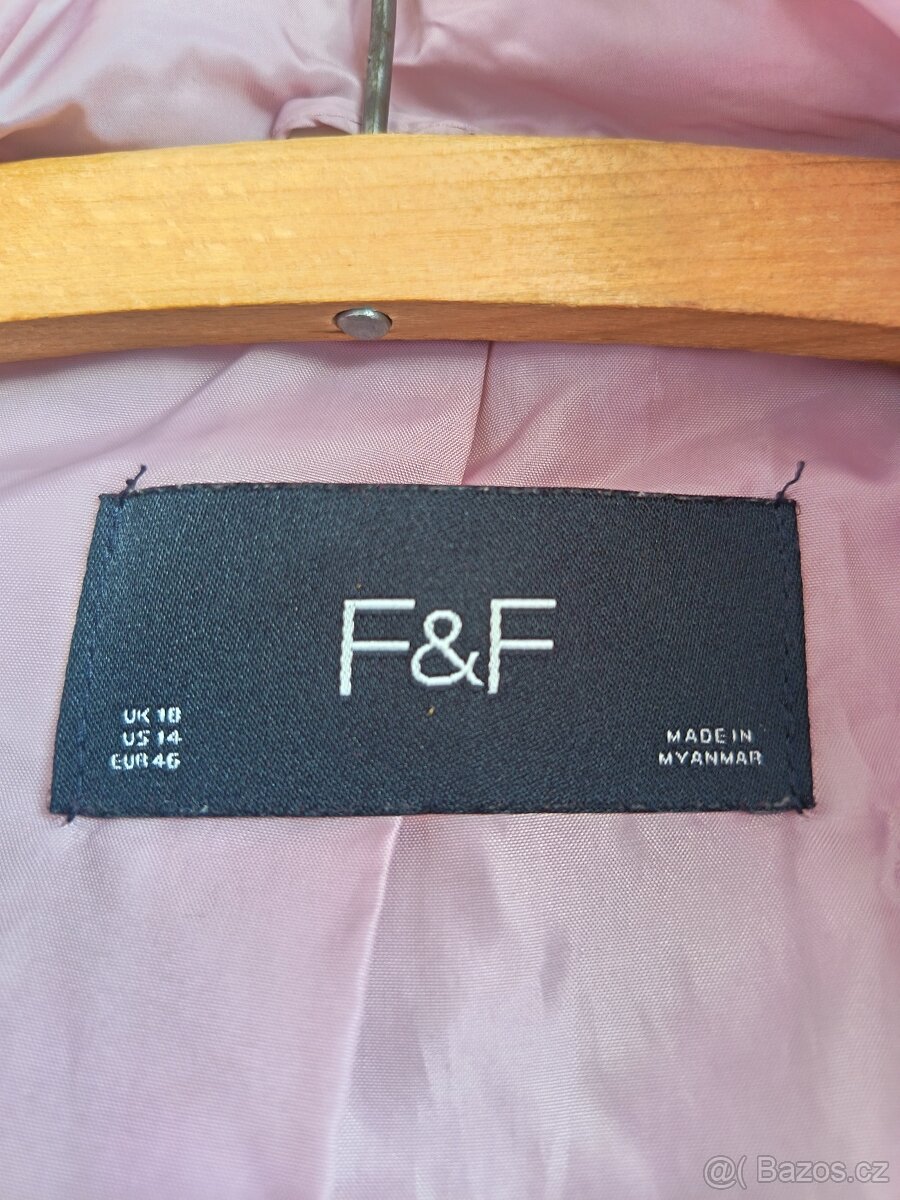 F&F
UK 18
US 14
EUR 46
MADE IN
MYANMAR
@( Bazos.cz